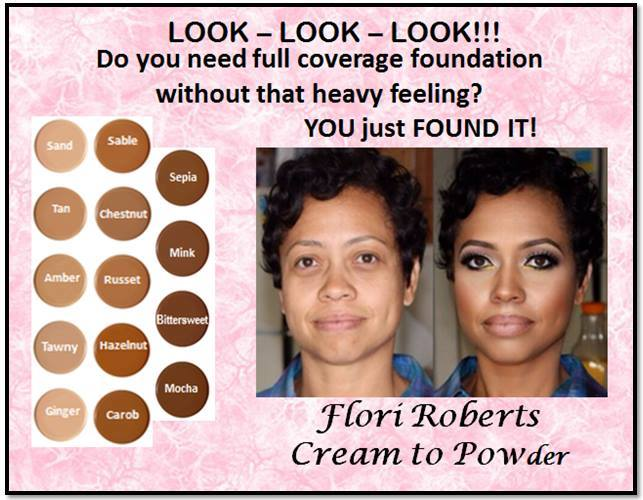 LOOK – LOOK – LOOK!!!
Do you need full coverage foundation
without that heavy feeling?
YOU just FOUND IT!
Sand
Sable
Sepia
Tan
Chestnut
Mink
Amber
Russet
Bittersweet
Tawny
Hazelnut
Mocha
Ginger
Carob
Flori Roberts
Cream to Powder